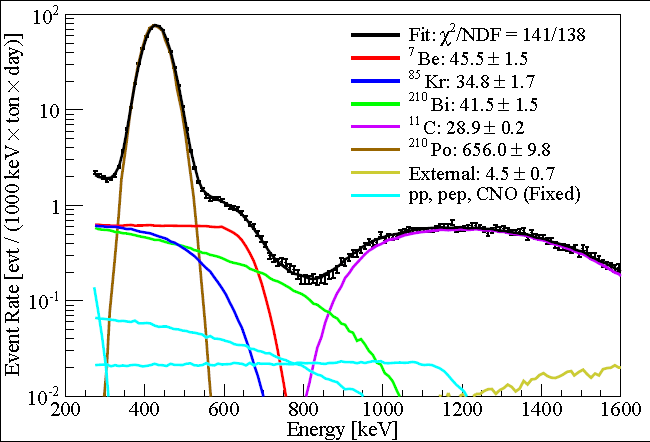 10²
10
1
10⁻¹
10⁻²
Event Rate [evt / (1000 keV × ton × day)]
Fit: χ²/NDF = 141/138
⁷Be: 45.5 ± 1.5
⁸⁵Kr: 34.8 ± 1.7
²¹⁰Bi: 41.5 ± 1.5
¹¹C: 28.9 ± 0.2
²¹⁰Po: 656.0 ± 9.8
External: 4.5 ± 0.7
pp, pep, CNO (Fixed)
200 400 600 800 1000 1200 1400 1600
Energy [keV]